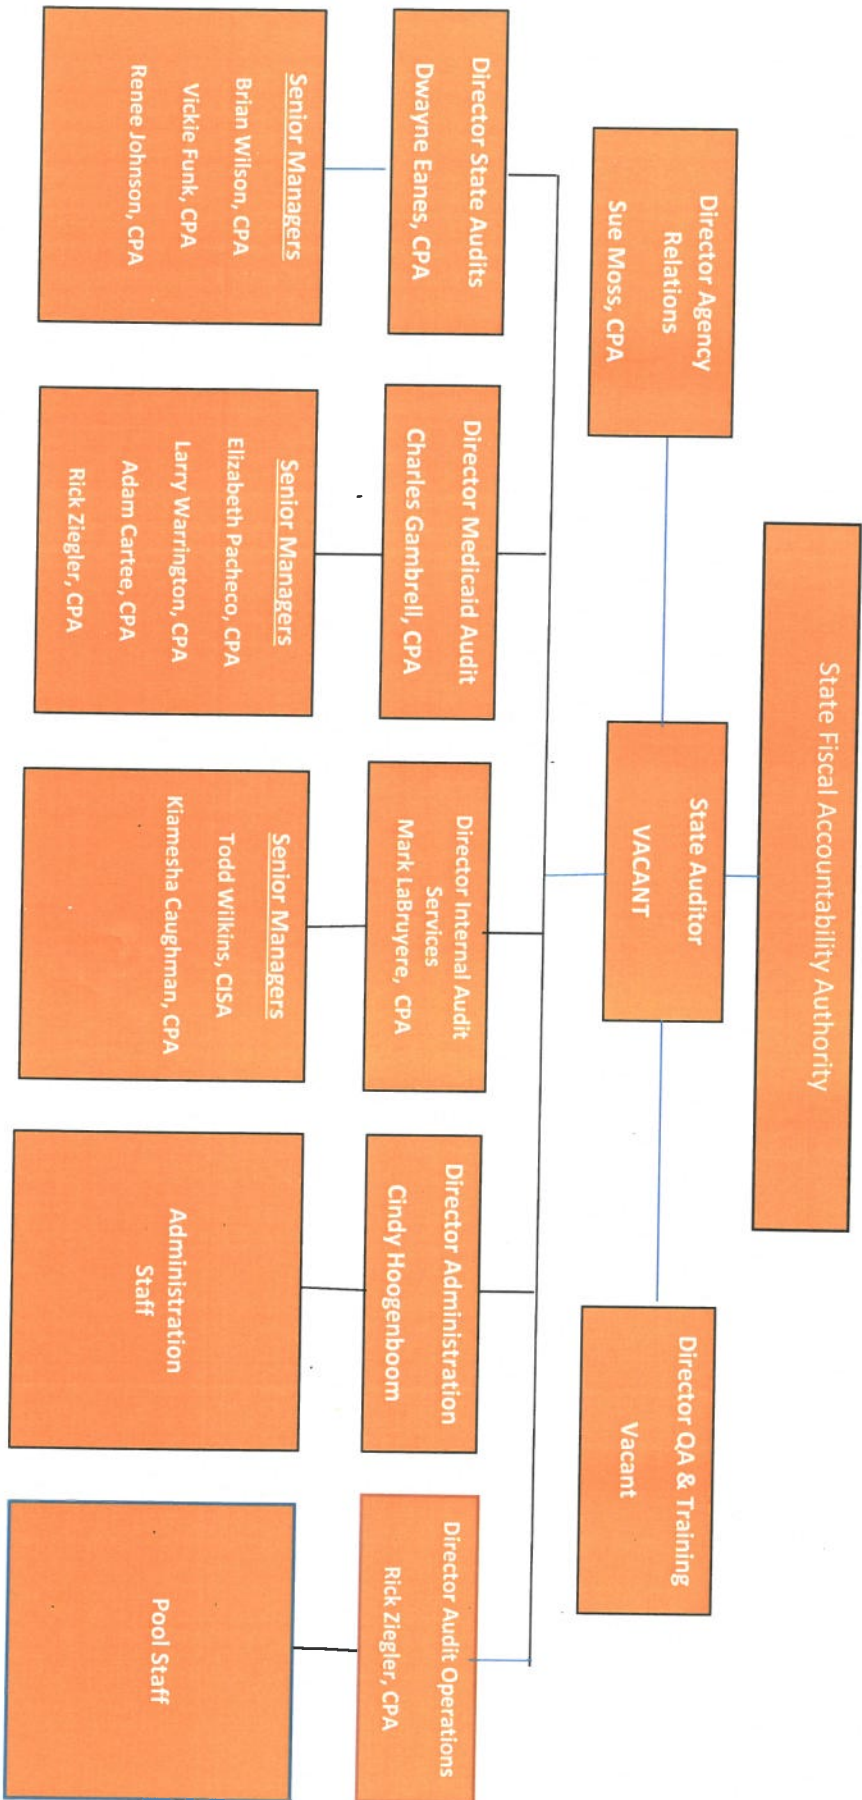 State Fiscal Accountability Authority
Director Agency
Relations
Sue Moss, CPA
State Auditor
VACANT
Director QA & Training
Vacant
Director State Audits
Dwayne Eanes, CPA
Director Medicaid Audit
Charles Gambrell, CPA
Director Internal Audit
Services
Mark LaBruyere, CPA
Director Administration
Cindy Hoogenboom
Director Audit Operations
Rick Ziegler, CPA
Senior Managers
Brian Wilson, CPA
Vickie Funk, CPA
Renee Johnson, CPA
Senior Managers
Elizabeth Pacheco, CPA
Larry Warrington, CPA
Adam Cartee, CPA
Rick Ziegler, CPA
Senior Managers
Todd Wilkins, CISA
Kiamesha Caughman, CPA
Administration
Staff
Pool Staff